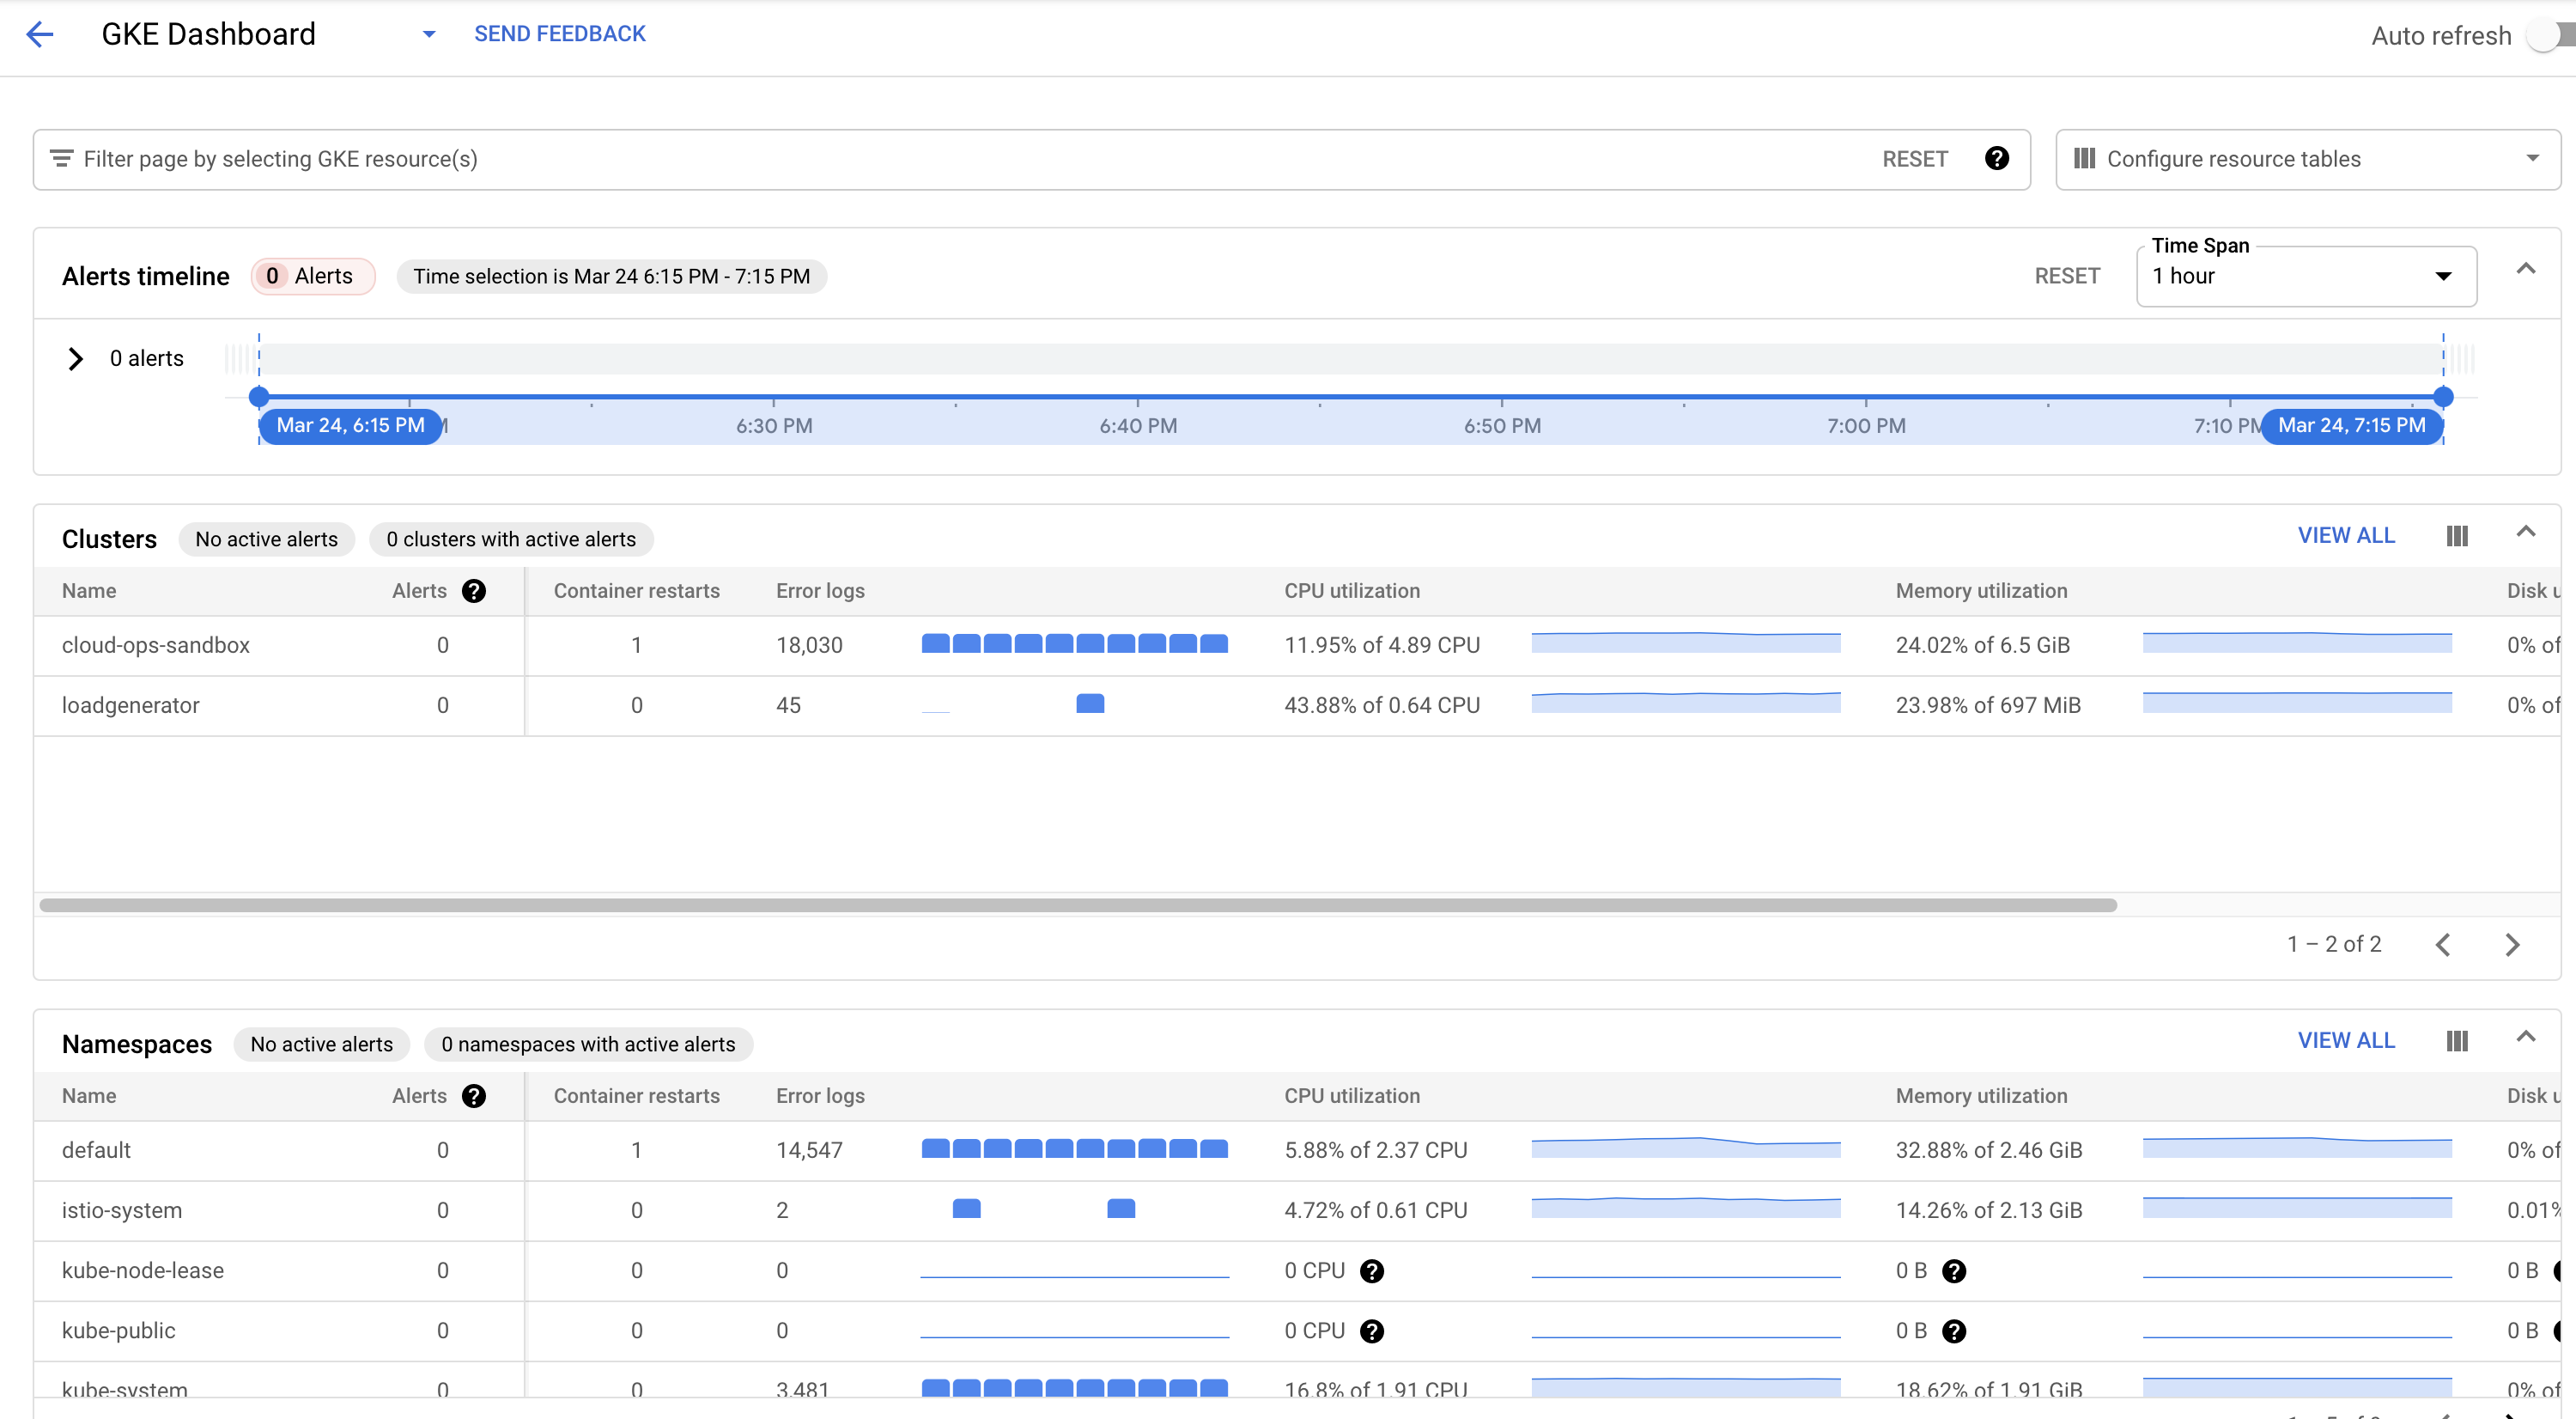 GKE Dashboard SEND FEEDBACK Auto refresh
Filter page by selecting GKE resource(s) RESET Configure resource tables
Alerts timeline 0 Alerts Time selection is Mar 24 6:15 PM - 7:15 PM RESET Time Span 1 hour
0 alerts
Mar 24, 6:15 PM 6:30 PM 6:40 PM 6:50 PM 7:00 PM 7:10 PM Mar 24, 7:15 PM
Clusters No active alerts 0 clusters with active alerts VIEW ALL
Name Alerts Container restarts Error logs CPU utilization Memory utilization Disk u
cloud-ops-sandbox 0 1 18,030 11.95% of 4.89 CPU 24.02% of 6.5 GiB 0% of
loadgenerator 0 0 45 43.88% of 0.64 CPU 23.98% of 697 MiB 0% of
1 – 2 of 2
Namespaces No active alerts 0 namespaces with active alerts VIEW ALL
Name Alerts Container restarts Error logs CPU utilization Memory utilization Disk u
default 0 1 14,547 5.88% of 2.37 CPU 32.88% of 2.46 GiB 0% of
istio-system 0 0 2 4.72% of 0.61 CPU 14.26% of 2.13 GiB 0.01%
kube-node-lease 0 0 0 0 CPU 0 B 0 B
kube-public 0 0 0 0 CPU 0 B 0 B
kube-system 0 0 3,481 16.8% of 1.91 CPU 18.62% of 1.91 GiB 0% of